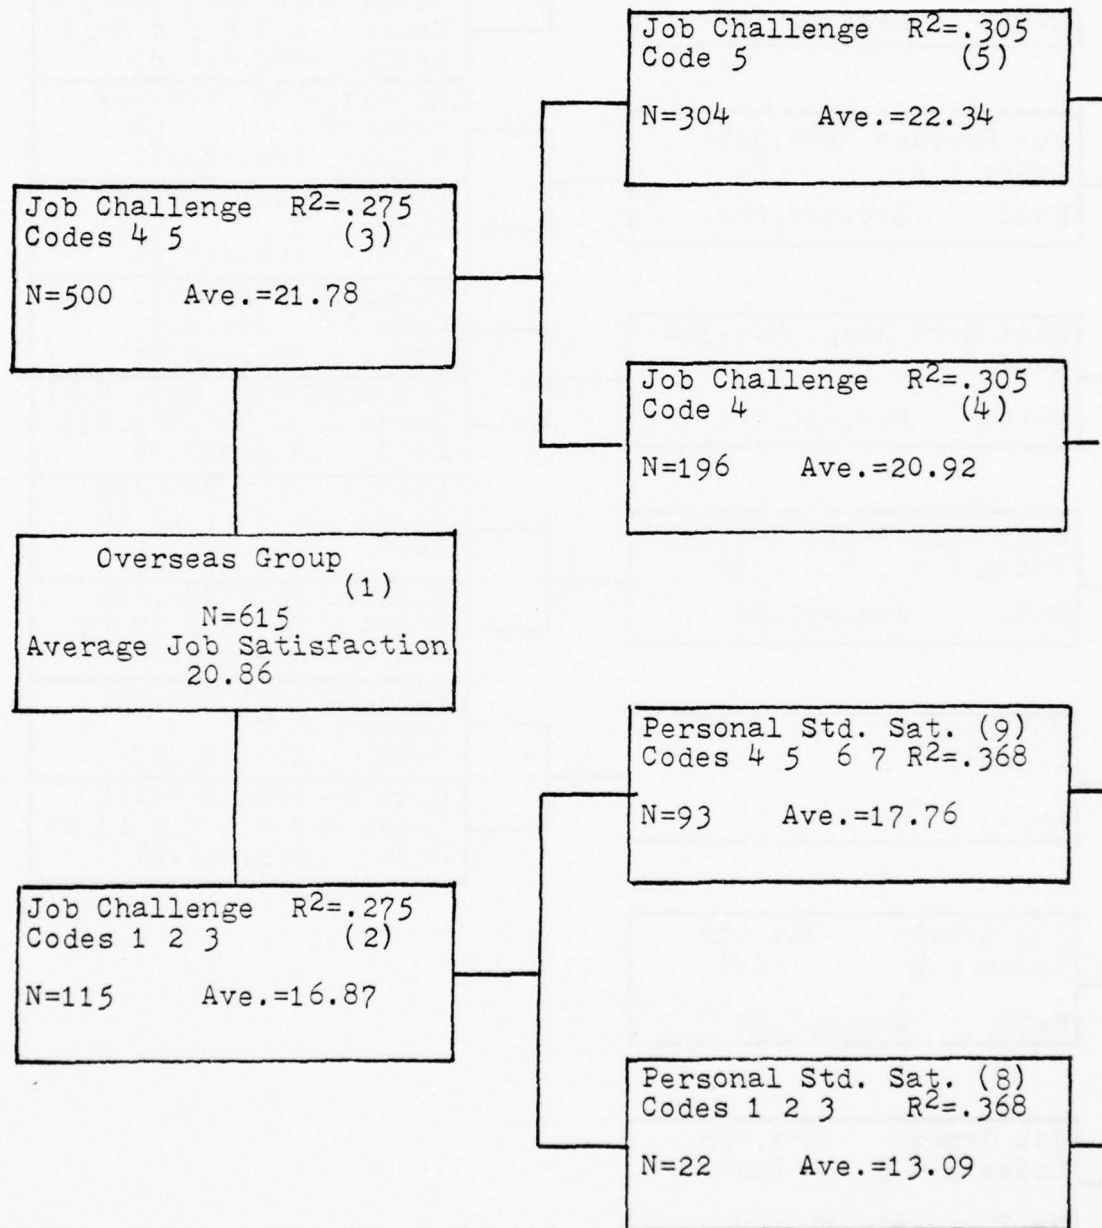 Job Challenge R²=.305
Code 5 (5)
N=304 Ave.=22.34
Job Challenge R²=.275
Codes 4 5 (3)
N=500 Ave.=21.78
Job Challenge R²=.305
Code 4 (4)
N=196 Ave.=20.92
Overseas Group
(1)
N=615
Average Job Satisfaction
20.86
Personal Std. Sat. (9)
Codes 4 5 6 7 R²=.368
N=93 Ave.=17.76
Job Challenge R²=.275
Codes 1 2 3 (2)
N=115 Ave.=16.87
Personal Std. Sat. (8)
Codes 1 2 3 R²=.368
N=22 Ave.=13.09